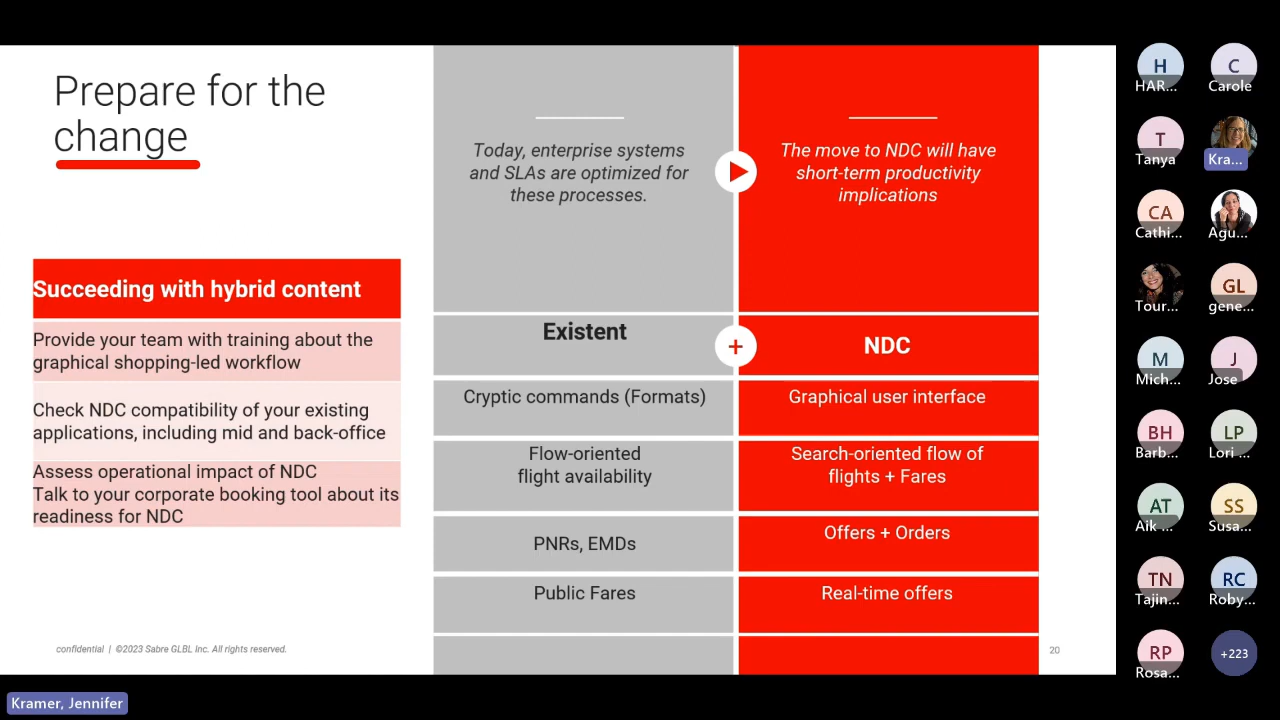 Prepare for the
change
Succeeding with hybrid content
Provide your team with training about the
graphical shopping-led workflow
Check NDC compatibility of your existing
applications, including mid and back-office
Assess operational impact of NDC
Talk to your corporate booking tool about its
readiness for NDC
Today, enterprise systems
and SLAs are optimized for
these processes.
The move to NDC will have
short-term productivity
implications
Existent
+
NDC
Cryptic commands (Formats)
Graphical user interface
Flow-oriented
flight availability
Search-oriented flow of
flights + Fares
PNRs, EMDs
Offers + Orders
Public Fares
Real-time offers
confidential | ©2023 Sabre GLBL Inc. All rights reserved.
20
H
HAR...
C
Carole
T
Tanya
Kra...
CA
Cathi...
Agu...
Tour...
GL
gene...
M
Mich...
J
Jose
BH
Barb...
LP
Lori ...
AT
Aik ...
SS
Susa...
TN
Tajin...
RC
Roby...
RP
Rosa...
+223
Kramer, Jennifer